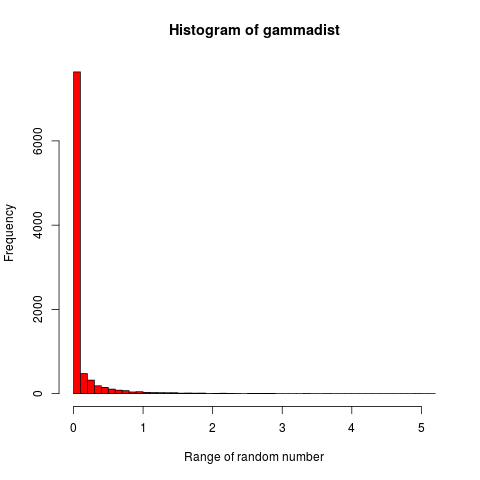 Histogram of gammadist
Frequency
6000
4000
2000
0
0 1 2 3 4 5
Range of random number